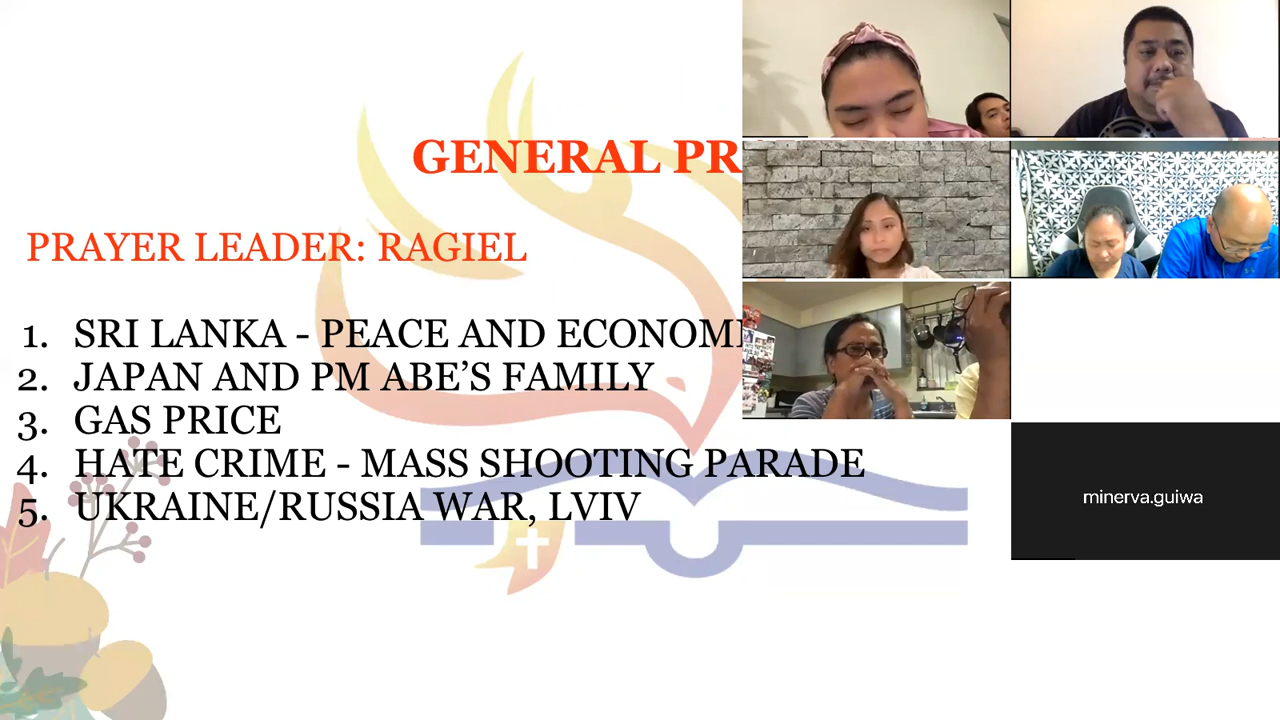 GENERAL PR
PRAYER LEADER: RAGIEL
1. SRI LANKA - PEACE AND ECONOMI
2. JAPAN AND PM ABE'S FAMILY
3. GAS PRICE
4. HATE CRIME - MASS SHOOTING PARADE
5. UKRAINE/RUSSIA WAR, LVIV
minerva.guiwa